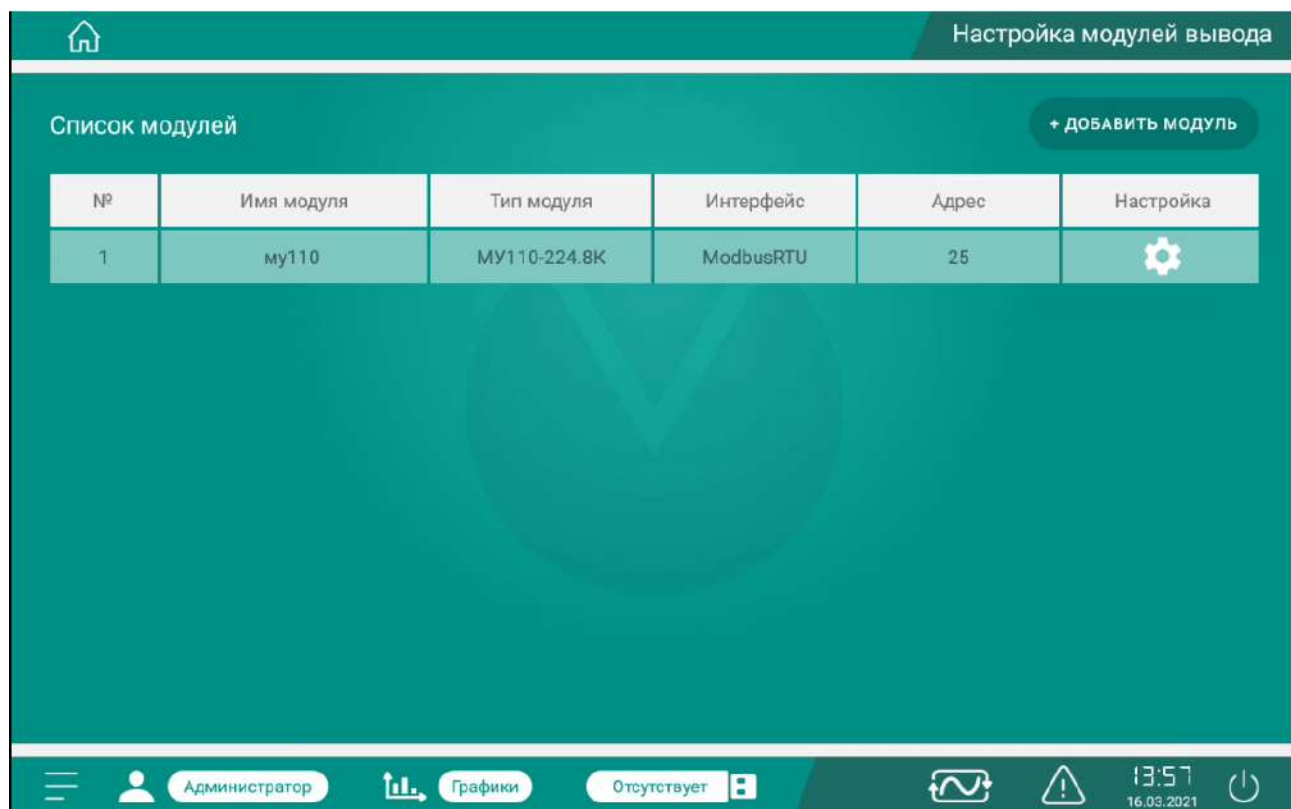 Настройка модулей вывода
Список модулей
+ ДОБАВИТЬ МОДУЛЬ
№ Имя модуля Тип модуля Интерфейс Адрес Настройка
1 му110 МУ110-224.8К ModbusRTU 25
Администратор Графики Отсутствует 13:57
16.03.2021